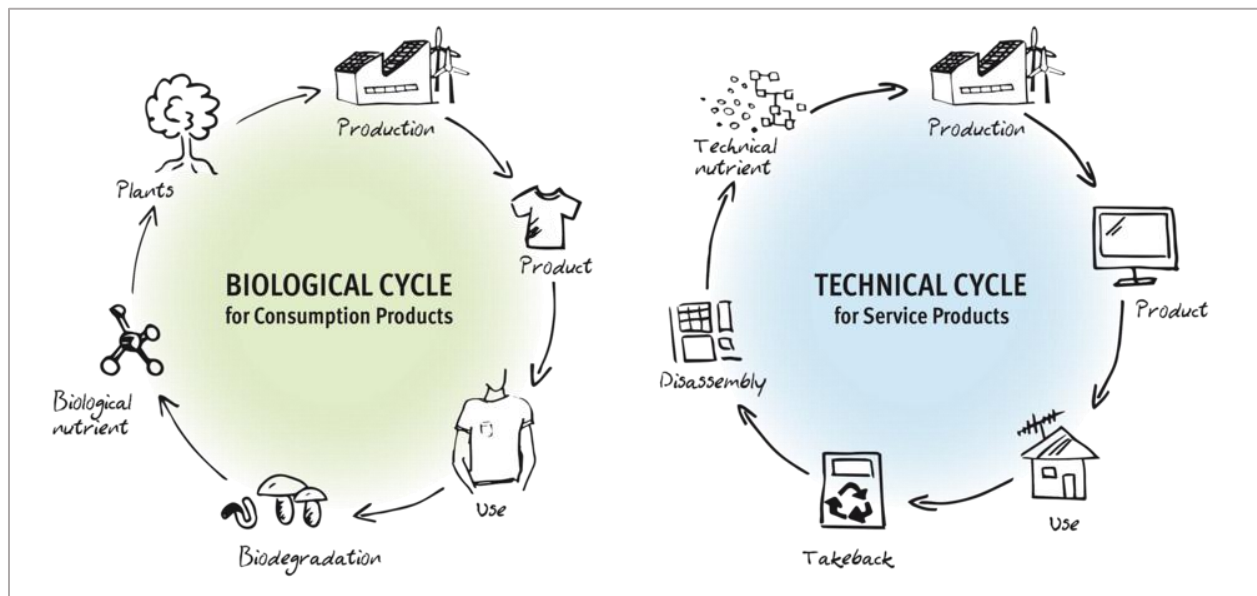 Production
Plants
Product
BIOLOGICAL CYCLE
for Consumption Products
Biological
nutrient
Use
Biodegradation
Production
Technical
nutrient
Product
TECHNICAL CYCLE
for Service Products
Disassembly
Use
Takeback